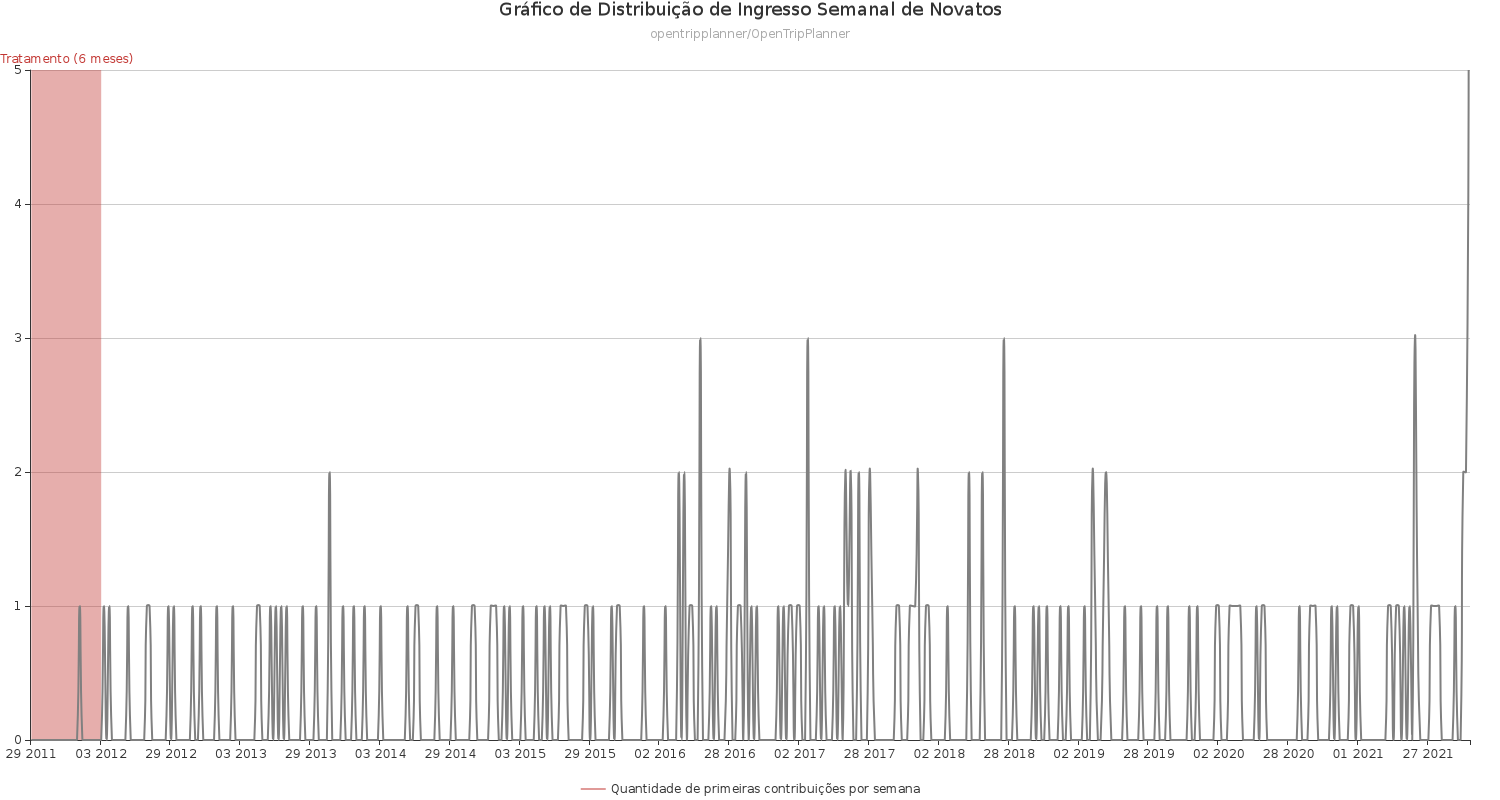 Gráfico de Distribuição de Ingresso Semanal de Novatos
opentripplanner/OpenTripPlanner
Tratamento (6 meses)
5
4
3
2
1
0
29 2011 03 2012 29 2012 03 2013 29 2013 03 2014 29 2014 03 2015 29 2015 02 2016 28 2016 02 2017 28 2017 02 2018 28 2018 02 2019 28 2019 02 2020 28 2020 01 2021 27 2021
Quantidade de primeiras contribuições por semana